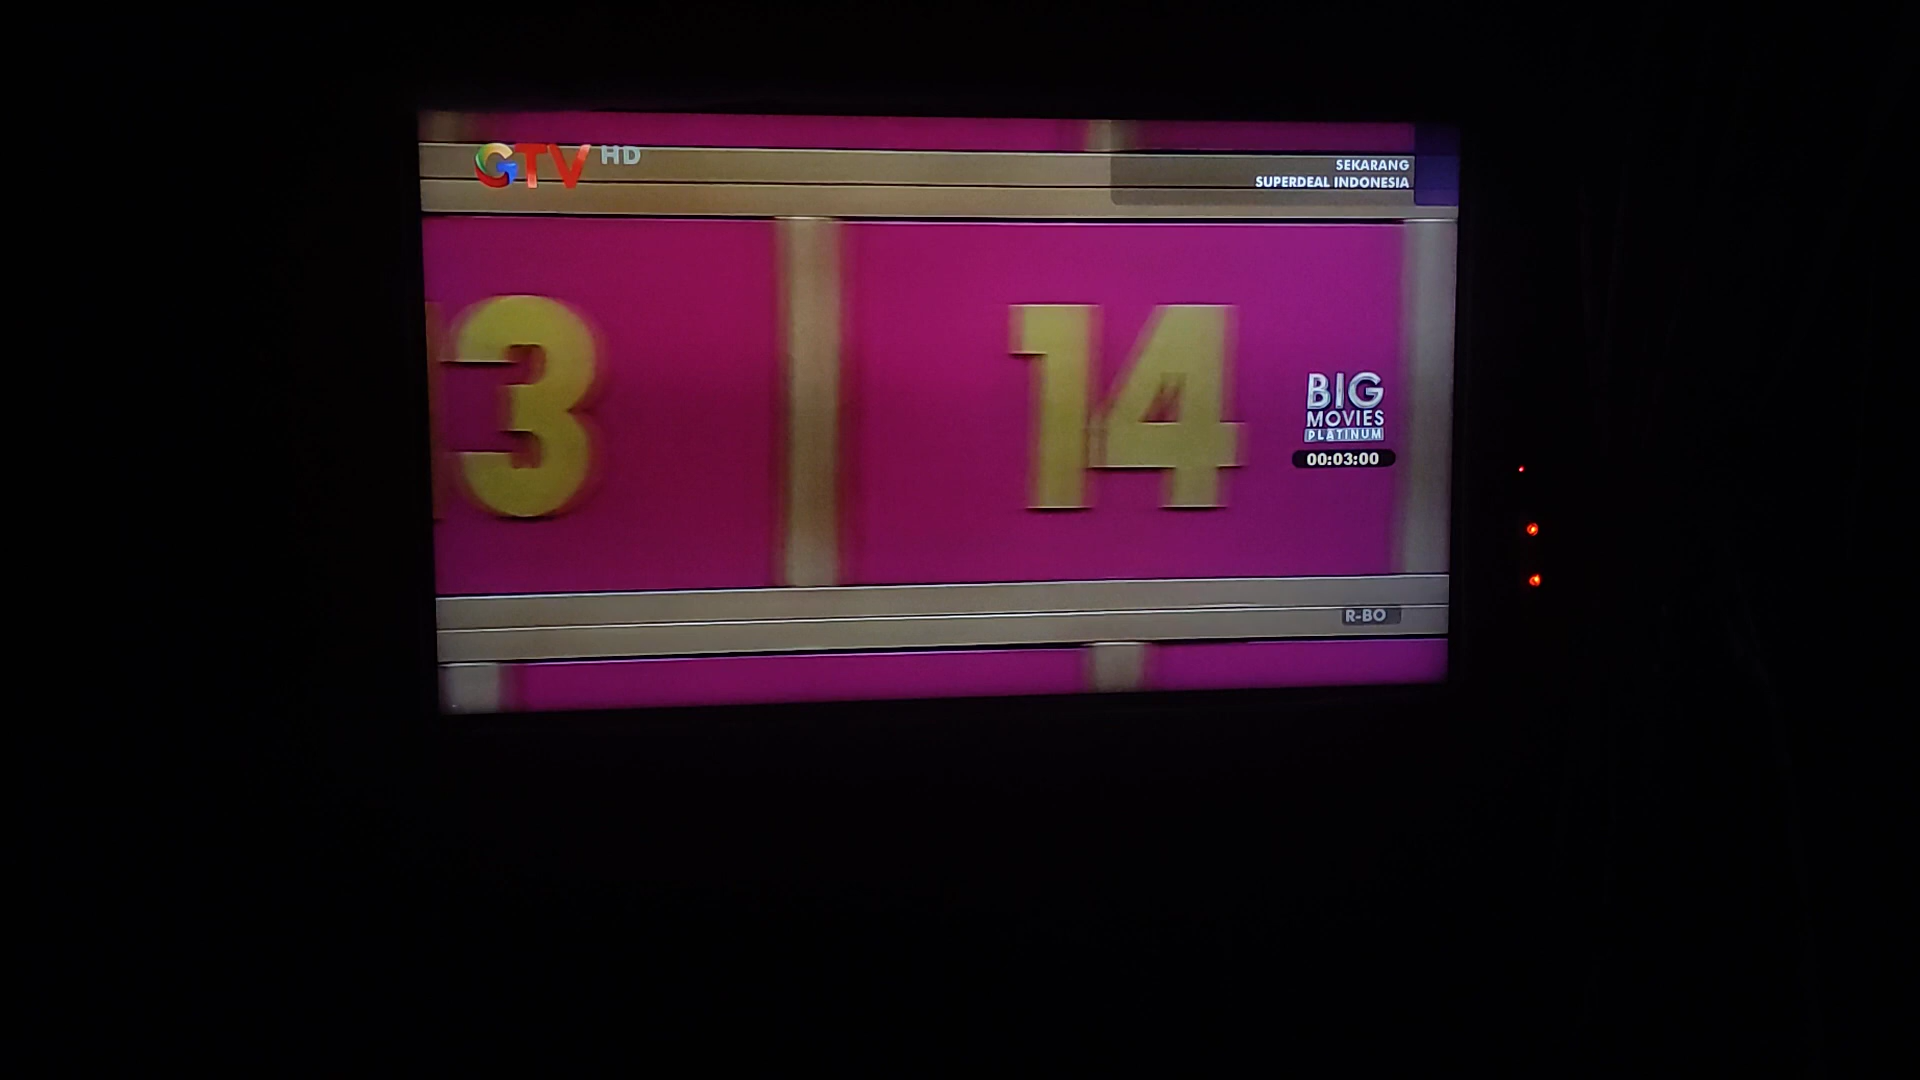 GTV HD
SEKARANG
SUPERDEAL INDONESIA
13
14
BIG
MOVIES
PLATINUM
00:03:00
R-BO